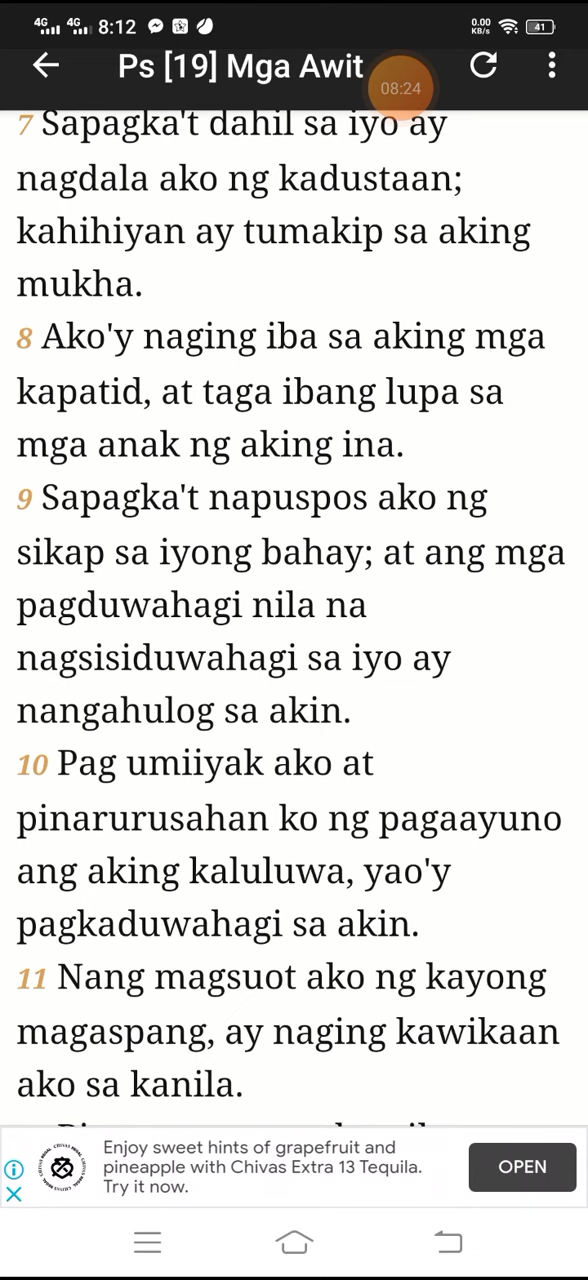 4G 4G 8:12 0.00 KB/s 41
Ps [19] Mga Awit
08:24
7 Sapagka't dahil sa iyo ay
nagdala ako ng kadustaan;
kahihiyan ay tumakip sa aking
mukha.
8 Ako'y naging iba sa aking mga
kapatid, at taga ibang lupa sa
mga anak ng aking ina.
9 Sapagka't napuspos ako ng
sikap sa iyong bahay; at ang mga
pagduwahagi nila na
nagsisiduwahagi sa iyo ay
nangahulog sa akin.
10 Pag umiiyak ako at
pinarurusahan ko ng pagaayuno
ang aking kaluluwa, yao'y
pagkaduwahagi sa akin.
11 Nang magsuot ako ng kayong
magaspang, ay naging kawikaan
ako sa kanila.
Enjoy sweet hints of grapefruit and
pineapple with Chivas Extra 13 Tequila.
Try it now.
OPEN